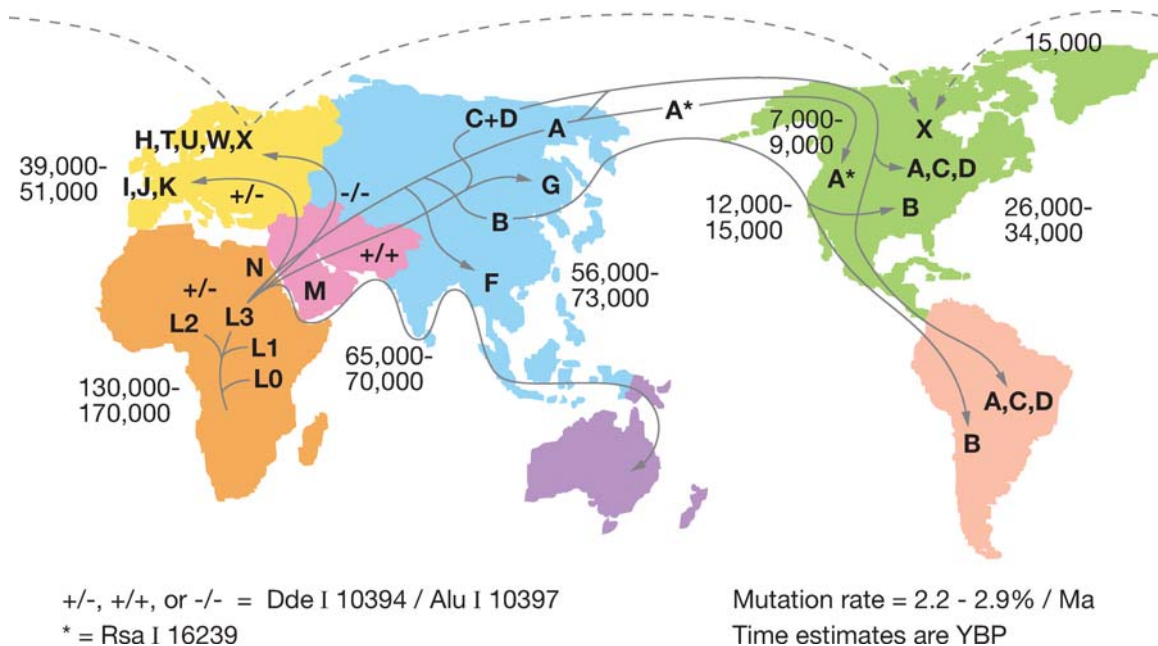 15,000
C+D
A
A*
7,000-
9,000
X
H,T,U,W,X
39,000-
51,000
I,J,K
+/-
-/-
G
A*
A,C,D
B
B
12,000-
15,000
26,000-
34,000
N
+/+
M
F
56,000-
73,000
+/-
L3
L2
L1
L0
65,000-
70,000
130,000-
170,000
A,C,D
B
+/-, +/+, or -/- = Dde I 10394 / Alu I 10397
* = Rsa I 16239
Mutation rate = 2.2 - 2.9% / Ma
Time estimates are YBP